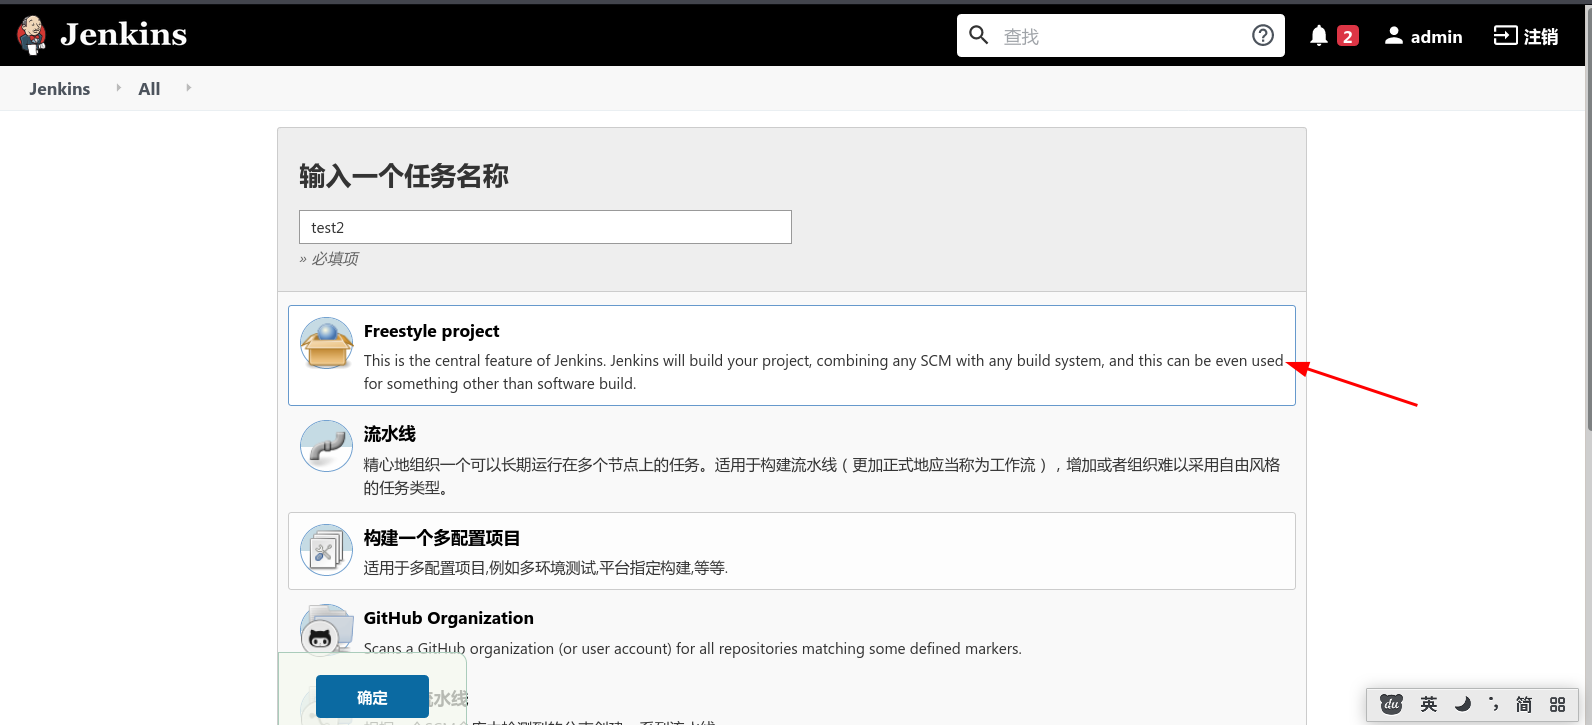 Jenkins
查找
2
admin
注销
Jenkins
All
输入一个任务名称
test2
» 必填项
Freestyle project
This is the central feature of Jenkins. Jenkins will build your project, combining any SCM with any build system, and this can be even used
for something other than software build.
流水线
精心地组织一个可以长期运行在多个节点上的任务。适用于构建流水线（更加正式地应当称为工作流），增加或者组织难以采用自由风格
的任务类型。
构建一个多配置项目
适用于多配置项目,例如多环境测试,平台指定构建,等等.
GitHub Organization
Scans a GitHub organization (or user account) for all repositories matching some defined markers.
确定
流水线
du 英 简